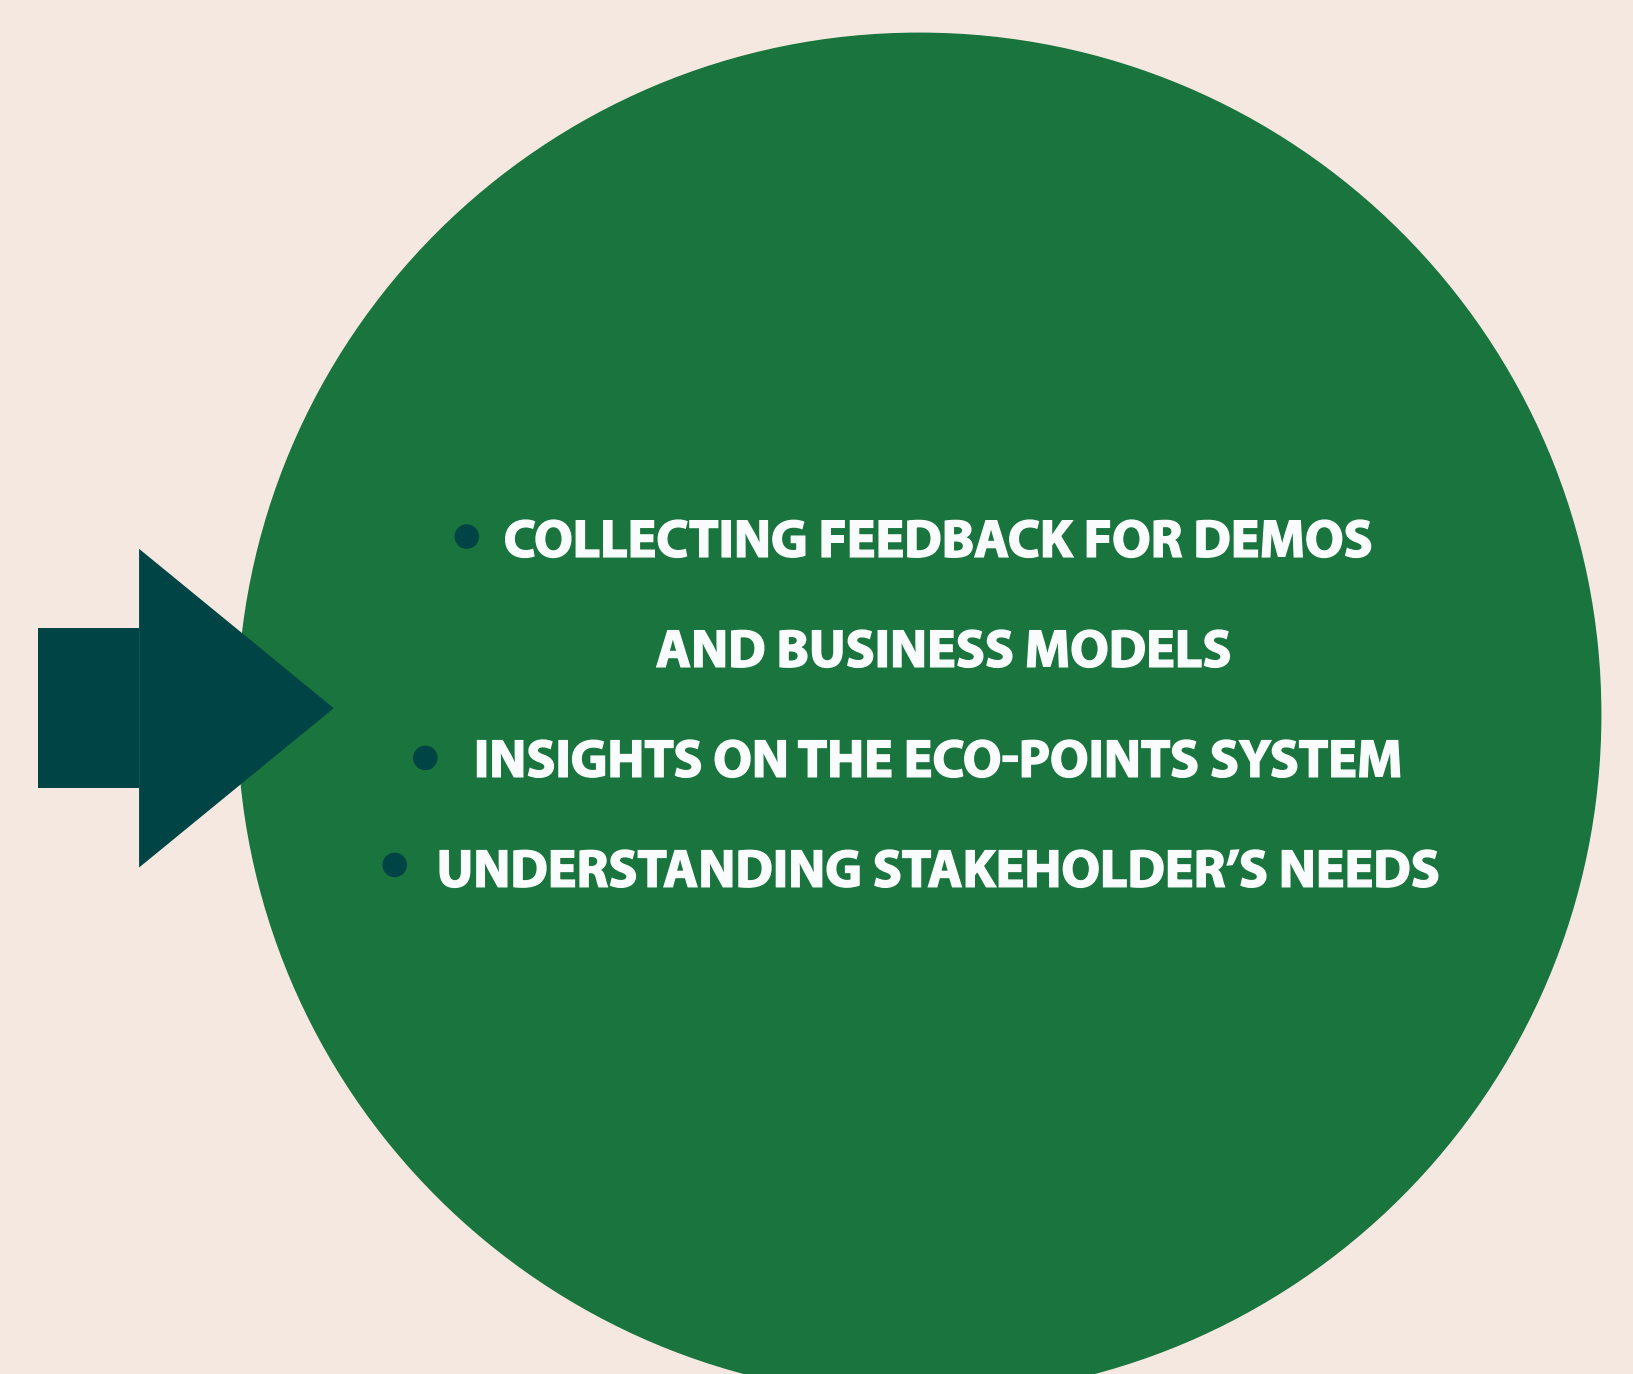 • COLLECTING FEEDBACK FOR DEMOS
AND BUSINESS MODELS
• INSIGHTS ON THE ECO-POINTS SYSTEM
• UNDERSTANDING STAKEHOLDER’S NEEDS